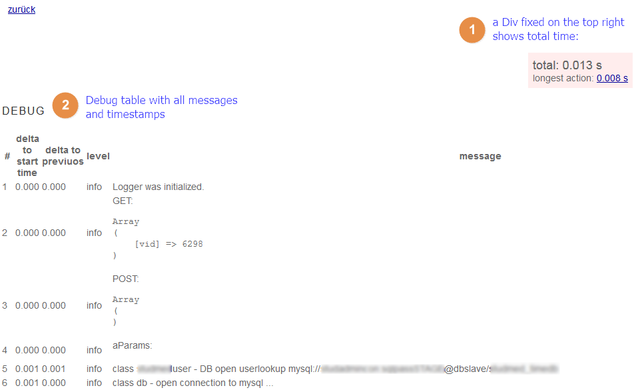 zurück
1 a Div fixed on the top right
shows total time:
total: 0.013 s
longest action: 0.008 s
DEBUG
2 Debug table with all messages
and timestamps
# delta to start time delta to previuos level message
1 0.000 0.000 info Logger was initialized.
GET:
Array
2 0.000 0.000 info (
[vid] => 6298
)
POST:
Array
3 0.000 0.000 info (
)
aParams:
4 0.000 0.000 info
5 0.001 0.001 info class user - DB open userlookup mysql:// @dbslave/s
6 0.001 0.000 info class db - open connection to mysql ...